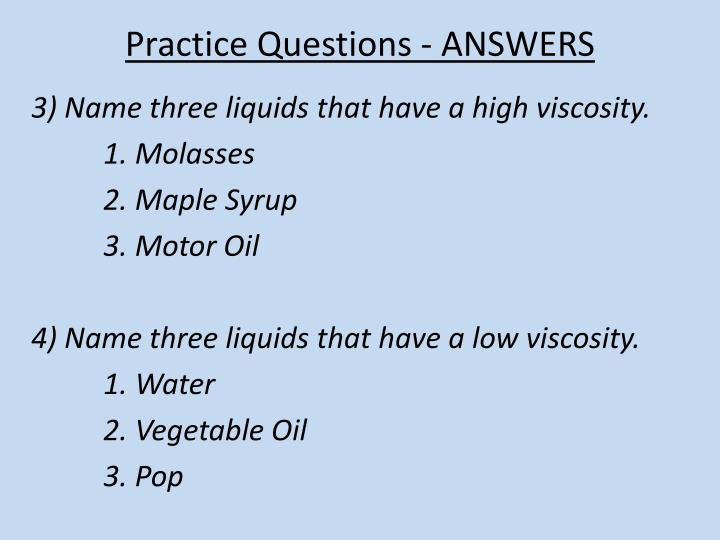 Practice Questions - ANSWERS
3) Name three liquids that have a high viscosity.
1. Molasses
2. Maple Syrup
3. Motor Oil
4) Name three liquids that have a low viscosity.
1. Water
2. Vegetable Oil
3. Pop